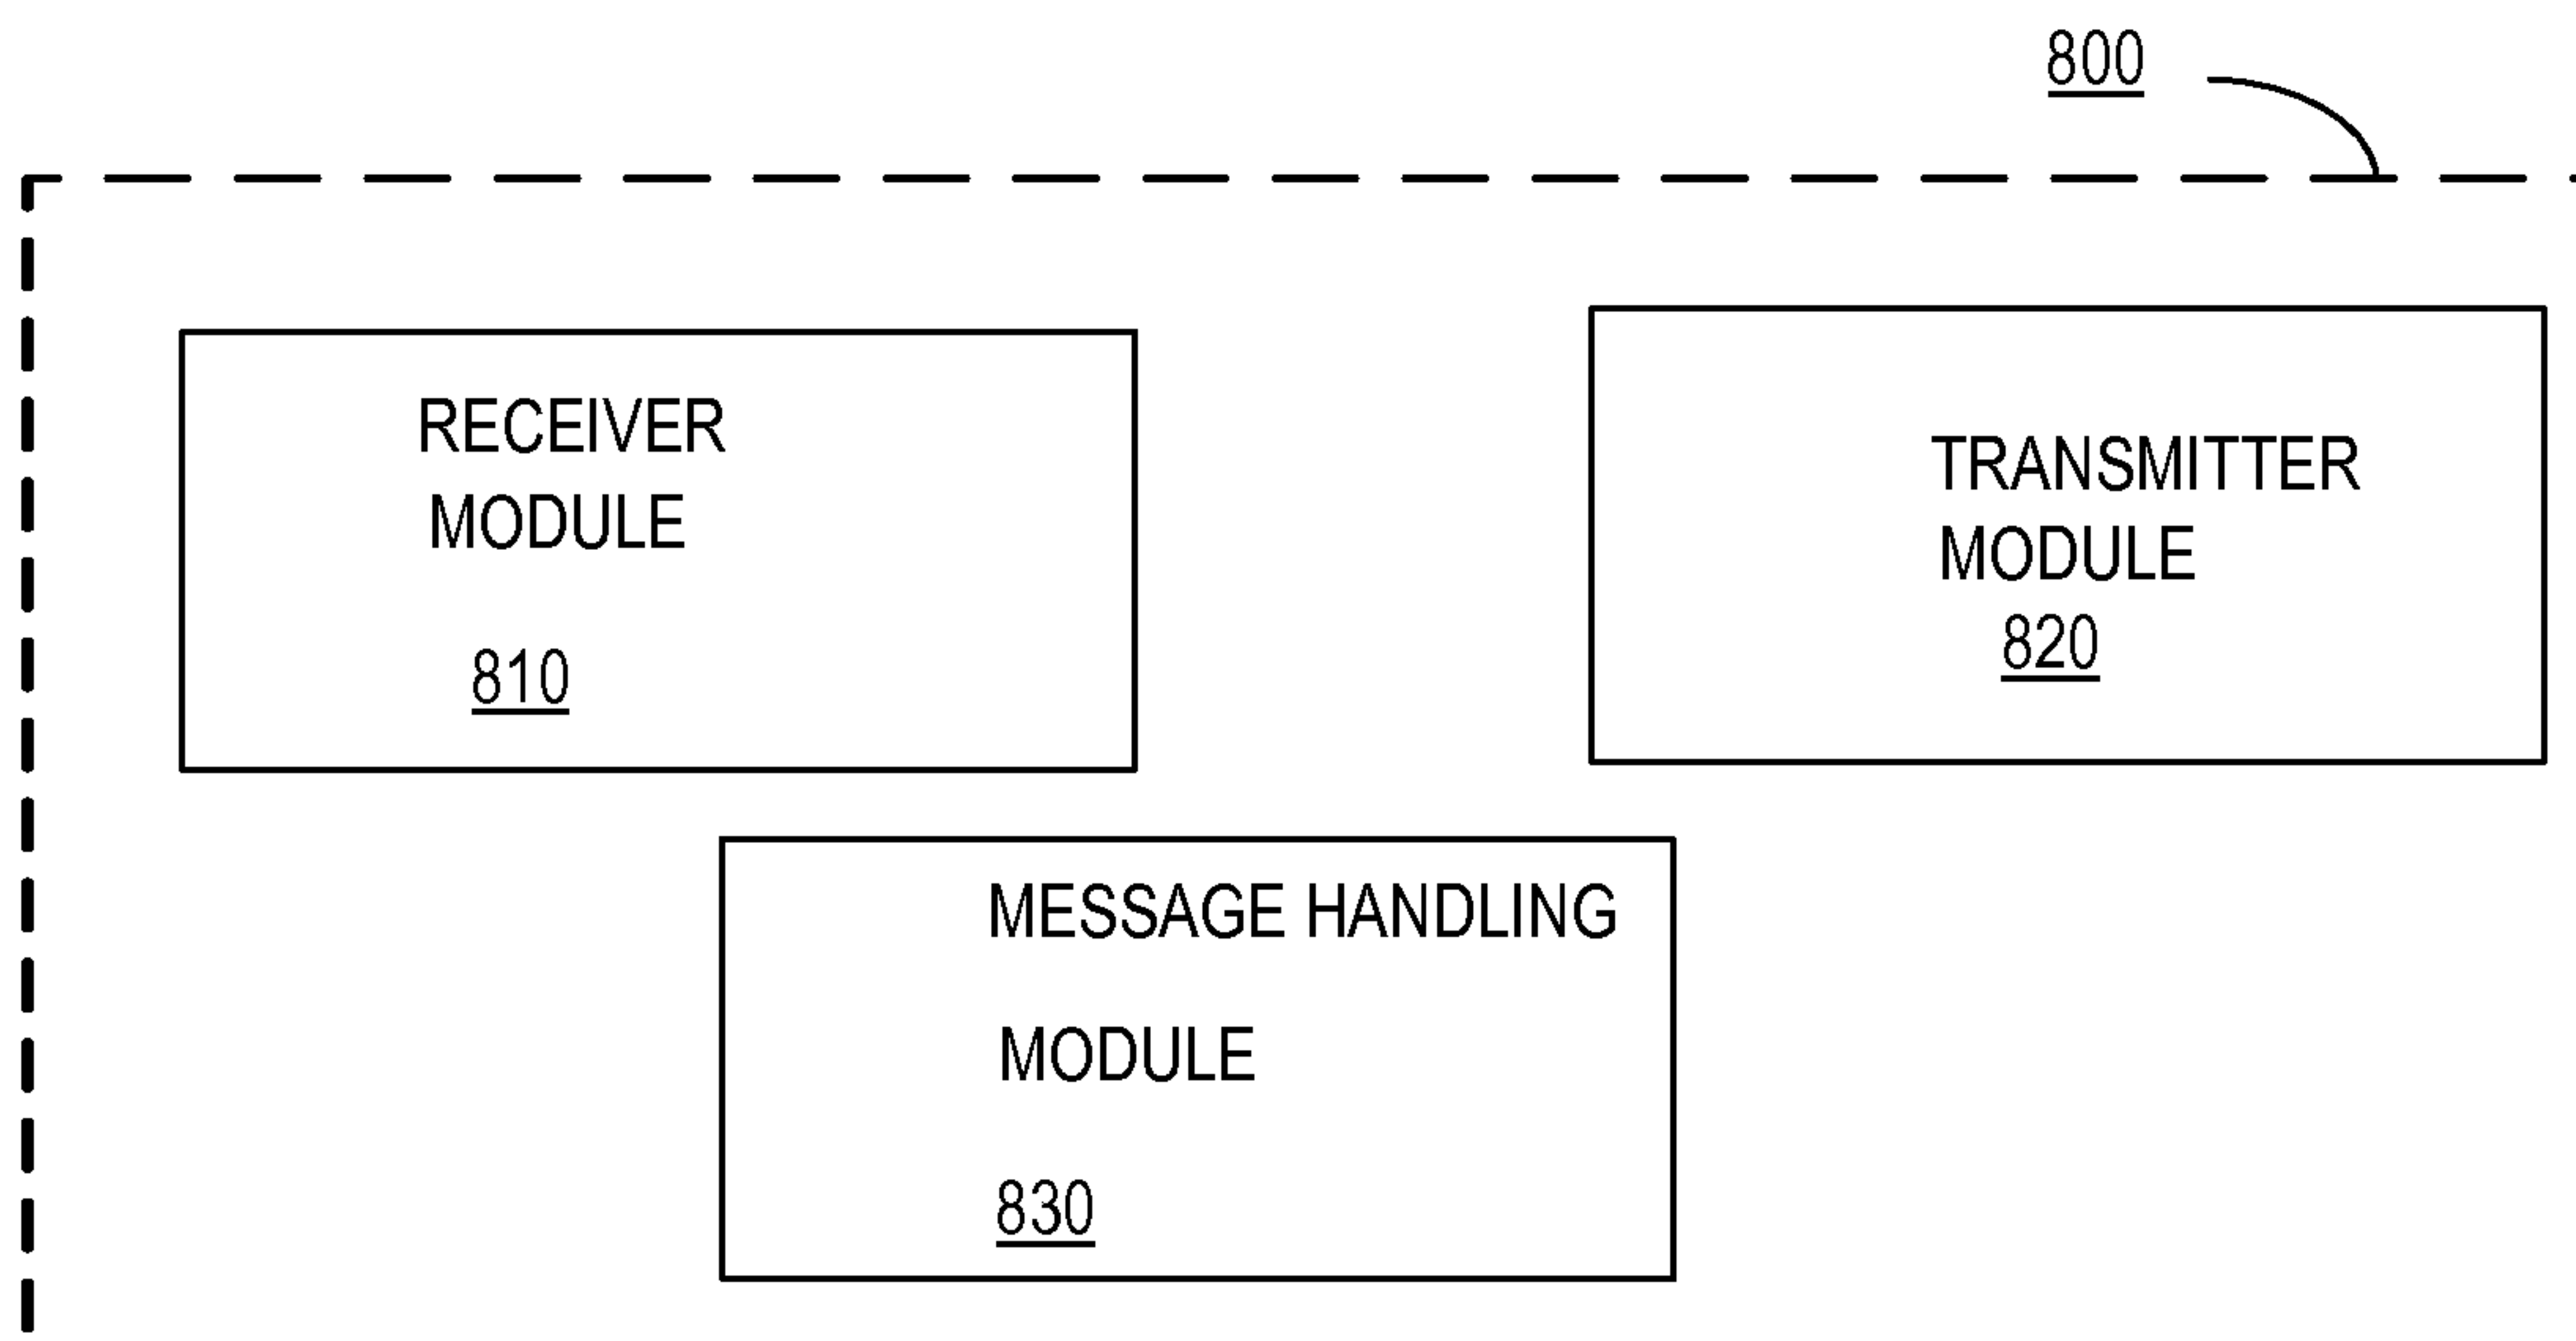 800
RECEIVER
MODULE
810
TRANSMITTER
MODULE
820
MESSAGE HANDLING
MODULE
830